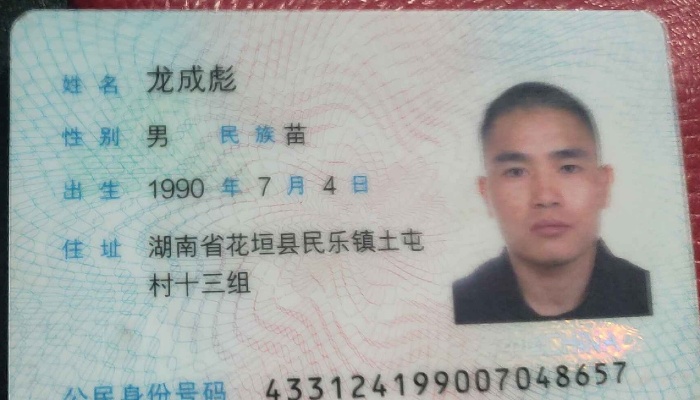 姓名 龙成彪
性别 男 民族 苗
出生 1990 年 7 月 4 日
住址 湖南省花垣县民乐镇土屯
村十三组
公民身份号码 433124199007048657